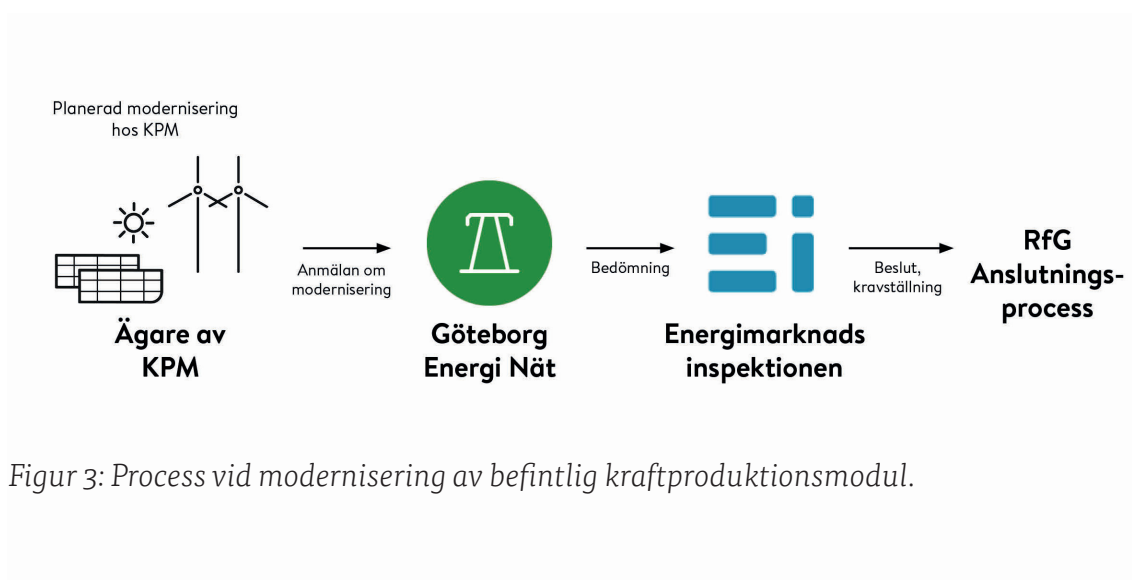 Planerad modernisering
hos KPM
Anmälan om
modernisering
Bedömning
Beslut,
kravställning
Ägare av
KPM
Göteborg
Energi Nät
Energimarknads
inspektionen
RfG
Anslutnings-
process
Figur 3: Process vid modernisering av befintlig kraftproduktionsmodul.